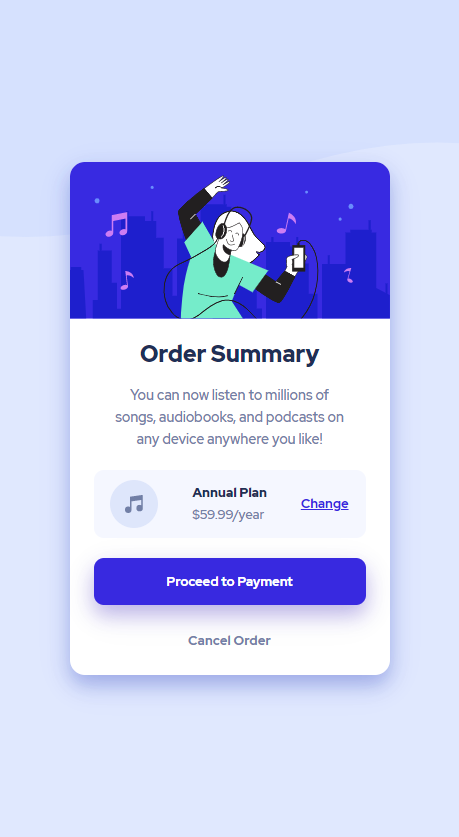 Order Summary
You can now listen to millions of
songs, audiobooks, and podcasts on
any device anywhere you like!
Annual Plan
$59.99/year
Change
Proceed to Payment
Cancel Order